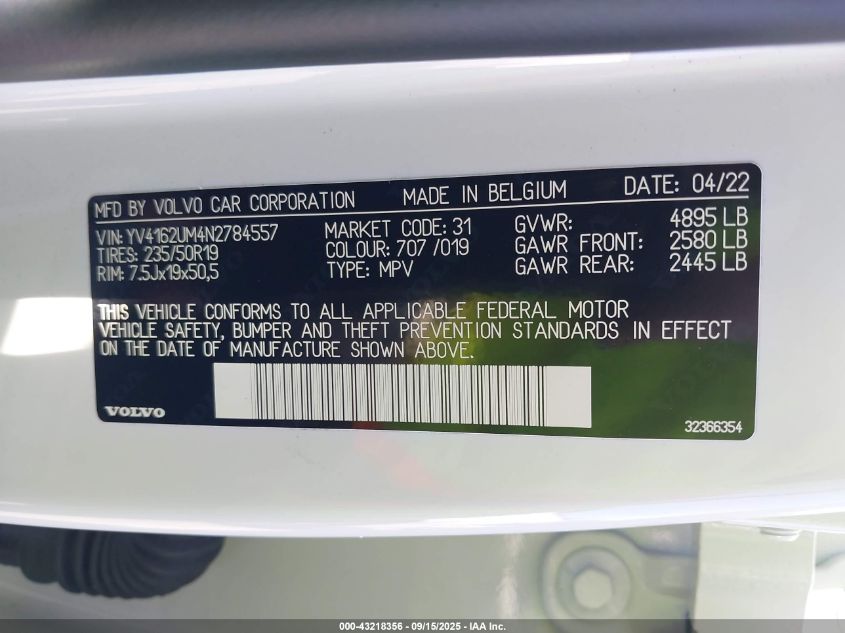 MFD BY VOLVO CAR CORPORATION MADE IN BELGIUM DATE: 04/22
VIN: YV4162UM4N2784557 MARKET CODE: 31 GVWR: 4895 LB
TIRES: 235/50R19 COLOUR: 707 /019 GAWR FRONT: 2580 LB
RIM: 7.5Jx19x50,5 TYPE: MPV GAWR REAR: 2445 LB
THIS VEHICLE CONFORMS TO ALL APPLICABLE FEDERAL MOTOR
VEHICLE SAFETY, BUMPER AND THEFT PREVENTION STANDARDS IN EFFECT
ON THE DATE OF MANUFACTURE SHOWN ABOVE.
VOLVO 32366354
000-43218356 - 09/15/2025 - IAA Inc.